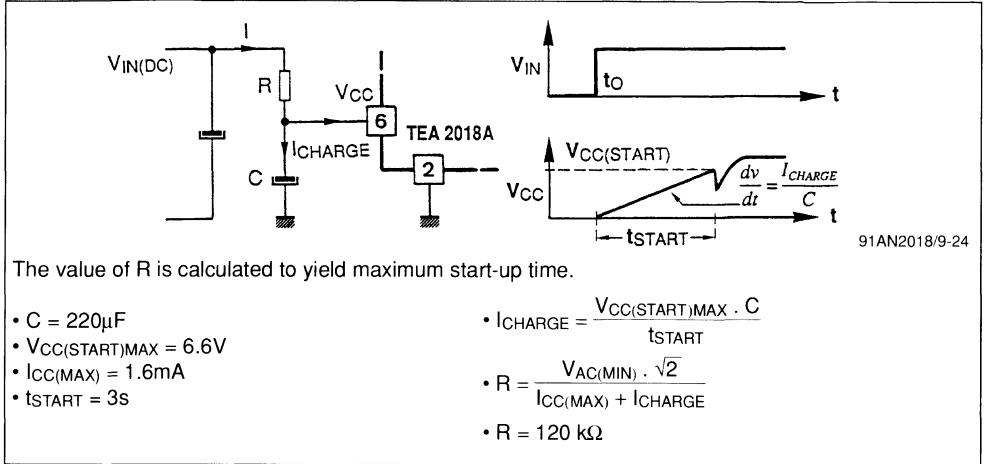 I
VIN(DC)
R
VCC
6
TEA 2018A
ICHARGE
2
C
VIN
tO
t
VCC(START)
VCC
dv/dt = ICHARGE/C
t
tSTART
91AN2018/9-24
The value of R is calculated to yield maximum start-up time.
• C = 220µF
• VCC(START)MAX = 6.6V
• ICC(MAX) = 1.6mA
• tSTART = 3s
• ICHARGE = VCC(START)MAX . C / tSTART
• R = VAC(MIN) . √2 / ICC(MAX) + ICHARGE
• R = 120 kΩ